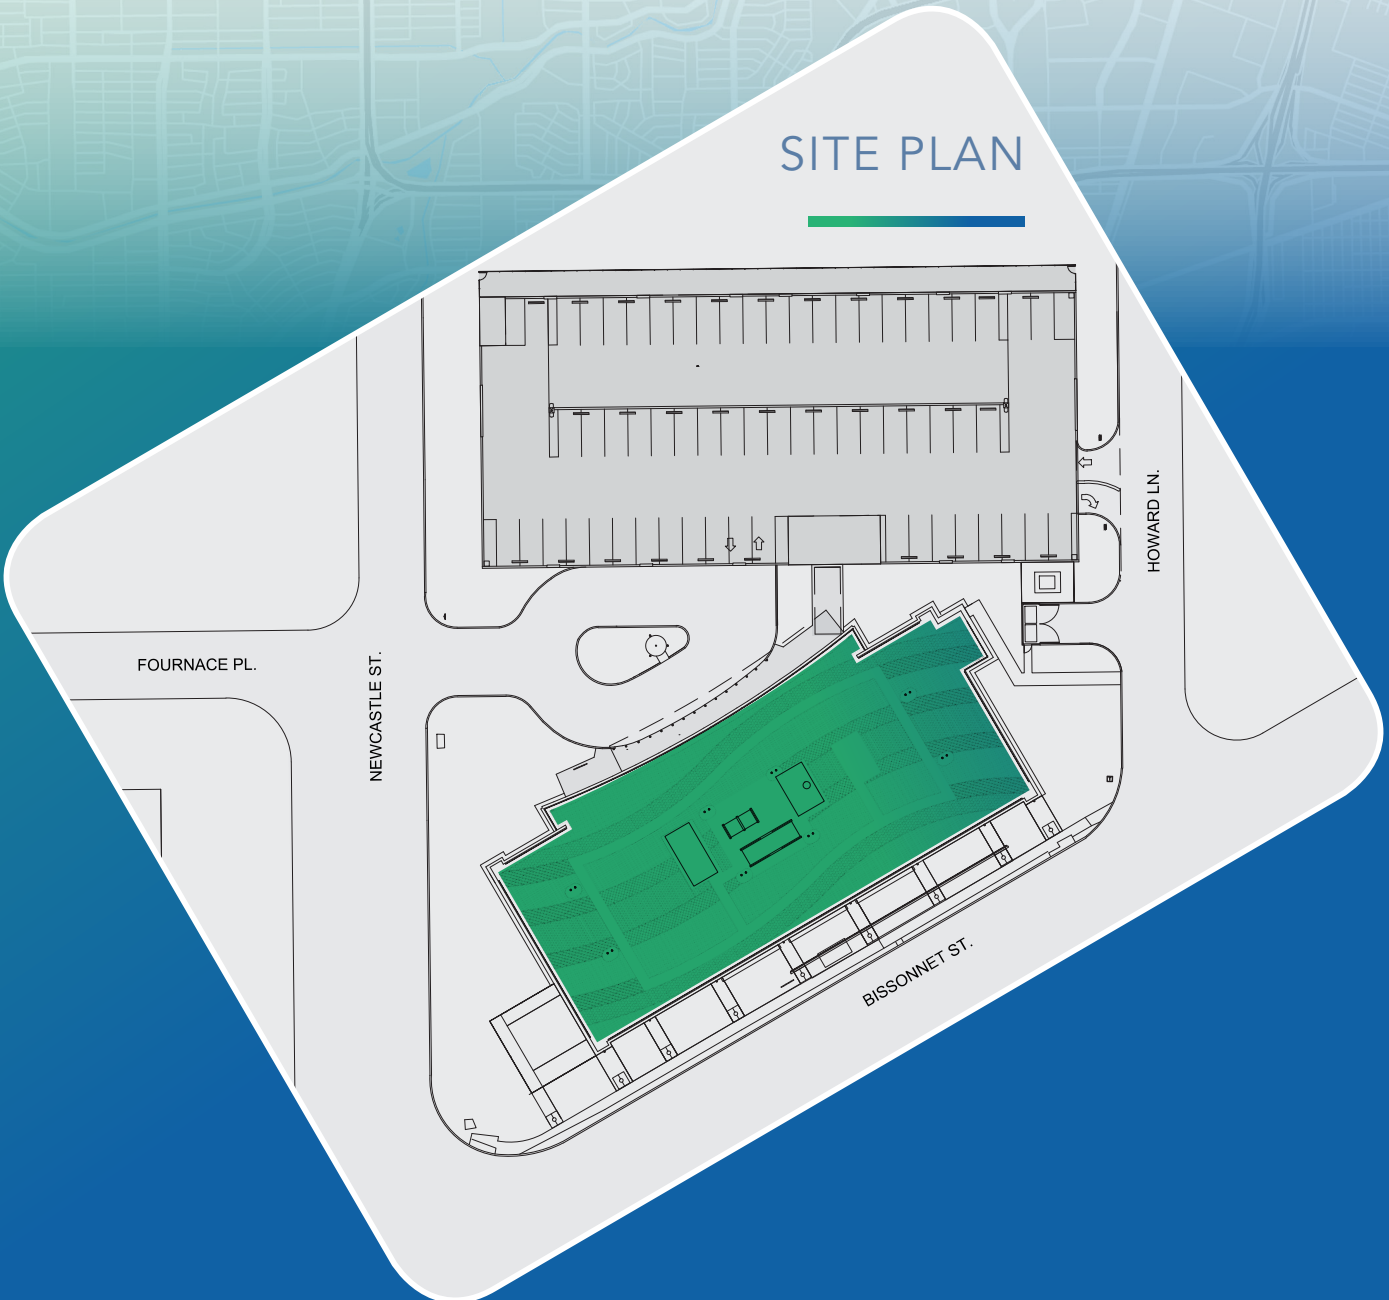 SITE PLAN
HOWARD LN.
FOURNACE PL.
NEWCASTLE ST.
BISSONNET ST.